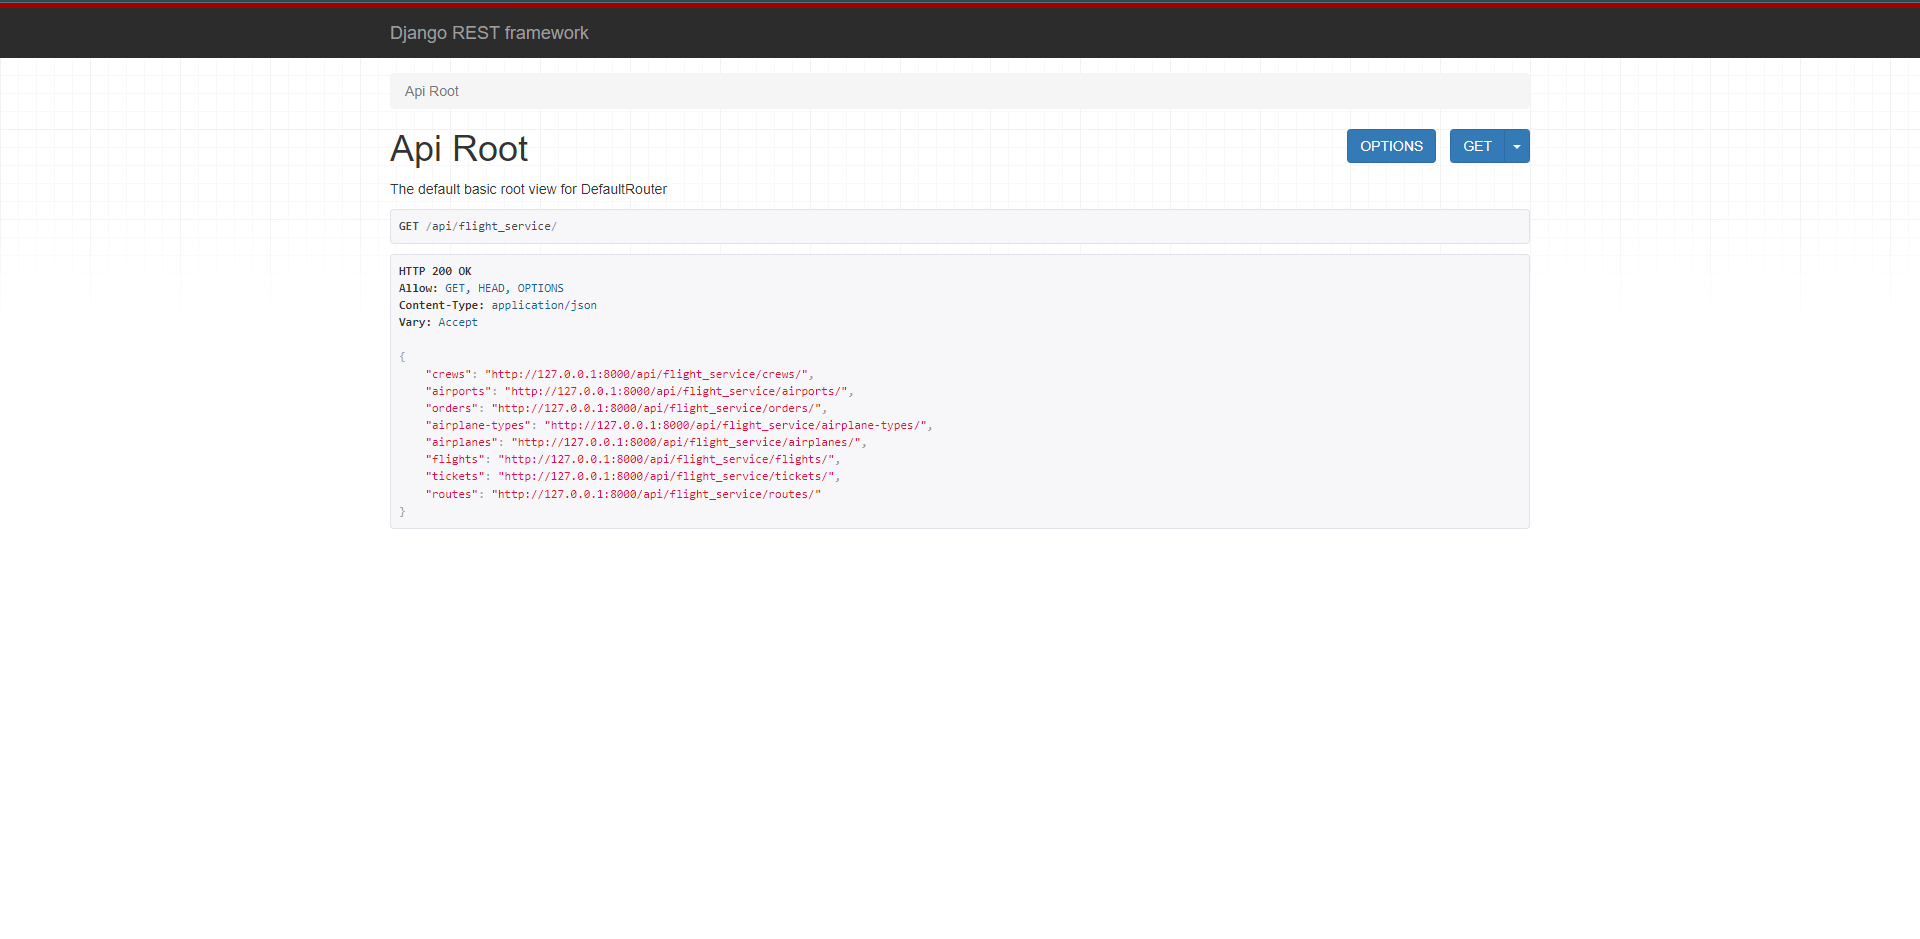 Django REST framework
Api Root
Api Root
OPTIONS
GET
The default basic root view for DefaultRouter
GET /api/flight_service/
HTTP 200 OK
Allow: GET, HEAD, OPTIONS
Content-Type: application/json
Vary: Accept
{
    "crews": "http://127.0.0.1:8000/api/flight_service/crews/",
    "airports": "http://127.0.0.1:8000/api/flight_service/airports/",
    "orders": "http://127.0.0.1:8000/api/flight_service/orders/",
    "airplane-types": "http://127.0.0.1:8000/api/flight_service/airplane-types/",
    "airplanes": "http://127.0.0.1:8000/api/flight_service/airplanes/",
    "flights": "http://127.0.0.1:8000/api/flight_service/flights/",
    "tickets": "http://127.0.0.1:8000/api/flight_service/tickets/",
    "routes": "http://127.0.0.1:8000/api/flight_service/routes/"
}